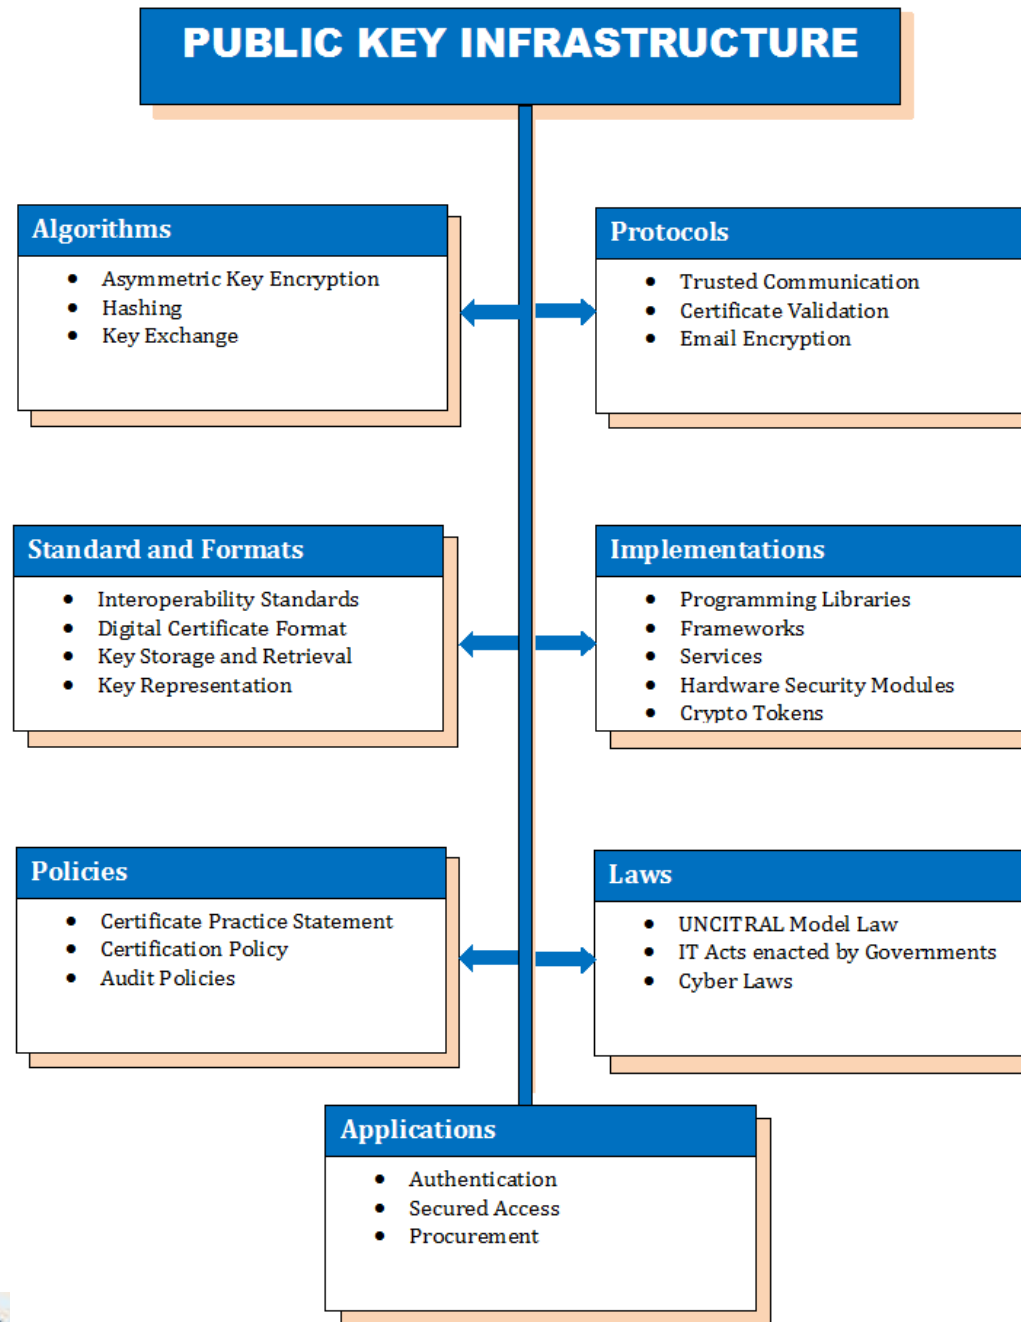 PUBLIC KEY INFRASTRUCTURE
Algorithms
• Asymmetric Key Encryption
• Hashing
• Key Exchange
Protocols
• Trusted Communication
• Certificate Validation
• Email Encryption
Standard and Formats
• Interoperability Standards
• Digital Certificate Format
• Key Storage and Retrieval
• Key Representation
Implementations
• Programming Libraries
• Frameworks
• Services
• Hardware Security Modules
• Crypto Tokens
Policies
• Certificate Practice Statement
• Certification Policy
• Audit Policies
Laws
• UNCITRAL Model Law
• IT Acts enacted by Governments
• Cyber Laws
Applications
• Authentication
• Secured Access
• Procurement